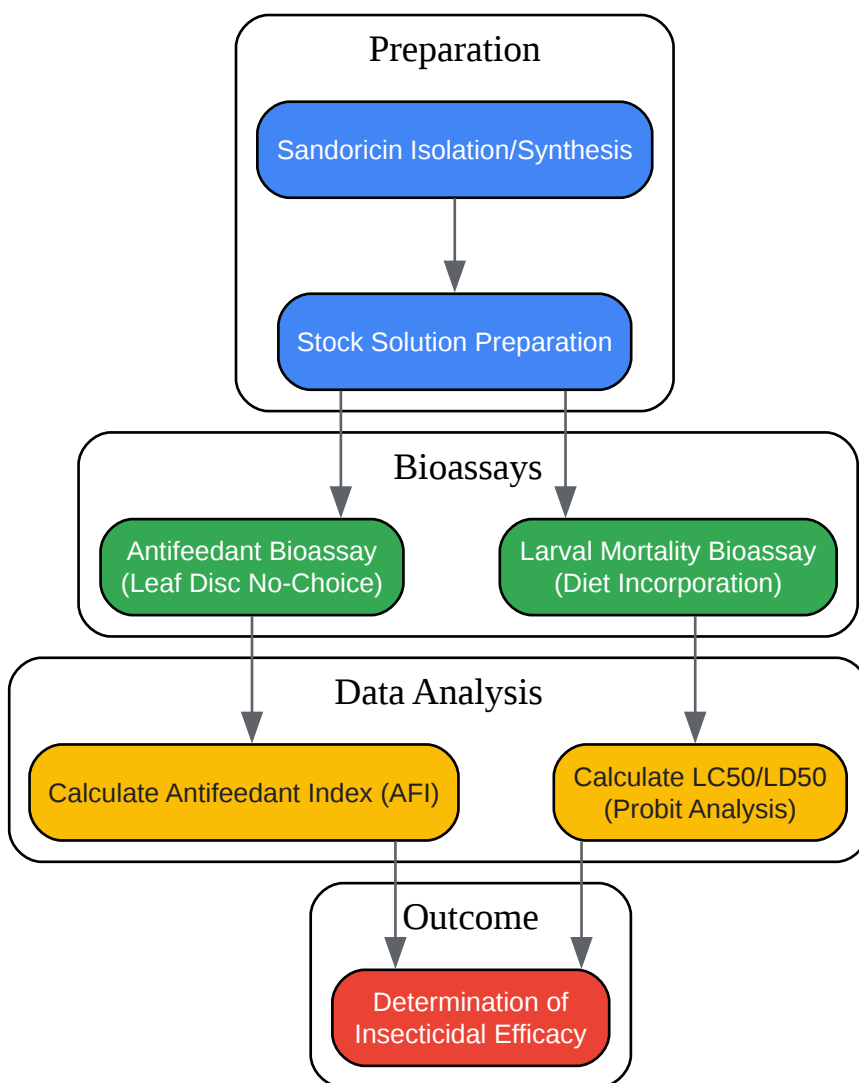 Preparation
Sandoricin Isolation/Synthesis
Stock Solution Preparation
Bioassays
Antifeedant Bioassay
(Leaf Disc No-Choice)
Larval Mortality Bioassay
(Diet Incorporation)
Data Analysis
Calculate Antifeedant Index (AFI)
Calculate LC50/LD50
(Probit Analysis)
Outcome
Determination of
Insecticidal Efficacy